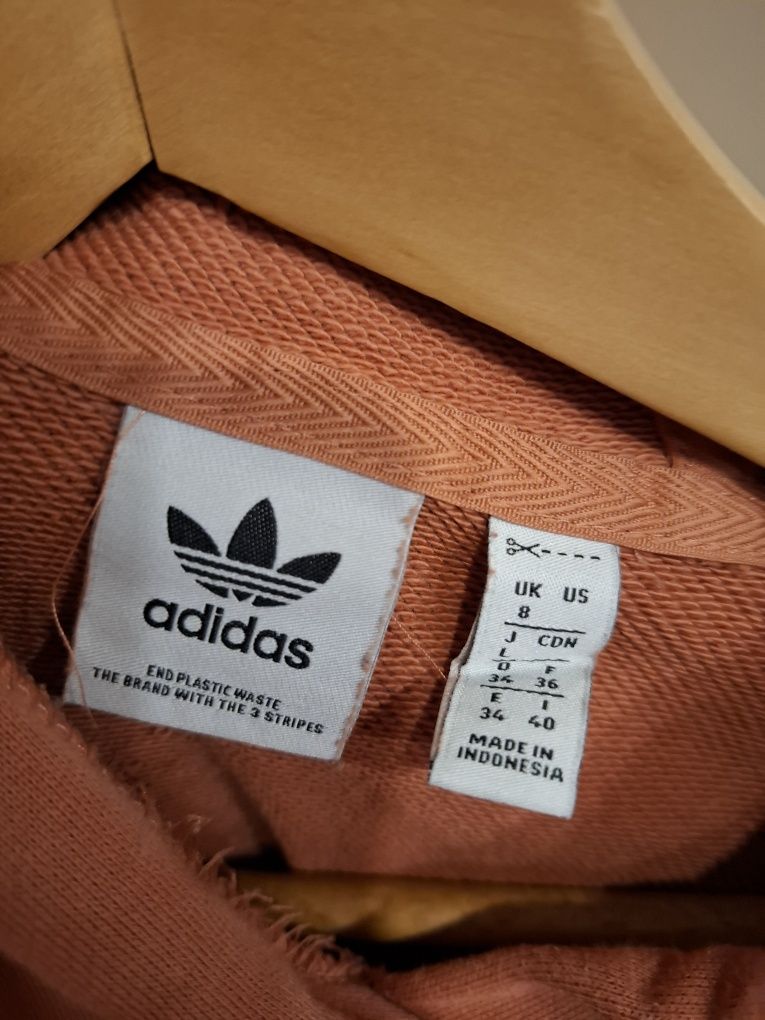 adidas
END PLASTIC WASTE
THE BRAND WITH THE 3 STRIPES
UK US
8
J CDN
L
D F
34 36
E I
34 40
MADE IN
INDONESIA